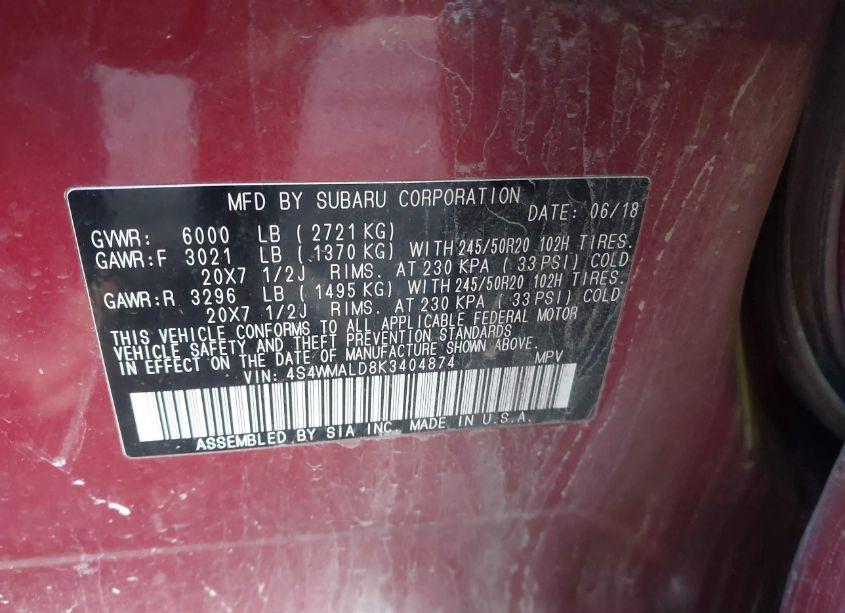 MFD BY SUBARU CORPORATION
DATE: 06/18
GVWR: 6000 LB ( 2721 KG)
GAWR:F 3021 LB ( 1370 KG) WITH 245/50R20 102H TIRES.
20X7 1/2J RIMS. AT 230 KPA ( 33 PSI) COLD
GAWR:R 3296 LB ( 1495 KG) WITH 245/50R20 102H TIRES.
20X7 1/2J RIMS. AT 230 KPA ( 33 PSI) COLD
THIS VEHICLE CONFORMS TO ALL APPLICABLE FEDERAL MOTOR
VEHICLE SAFETY AND THEFT PREVENTION STANDARDS
IN EFFECT ON THE DATE OF MANUFACTURE SHOWN ABOVE.
VIN: 4S4WMALD8K3404874 MPV
ASSEMBLED BY SIA INC. MADE IN U.S.A.